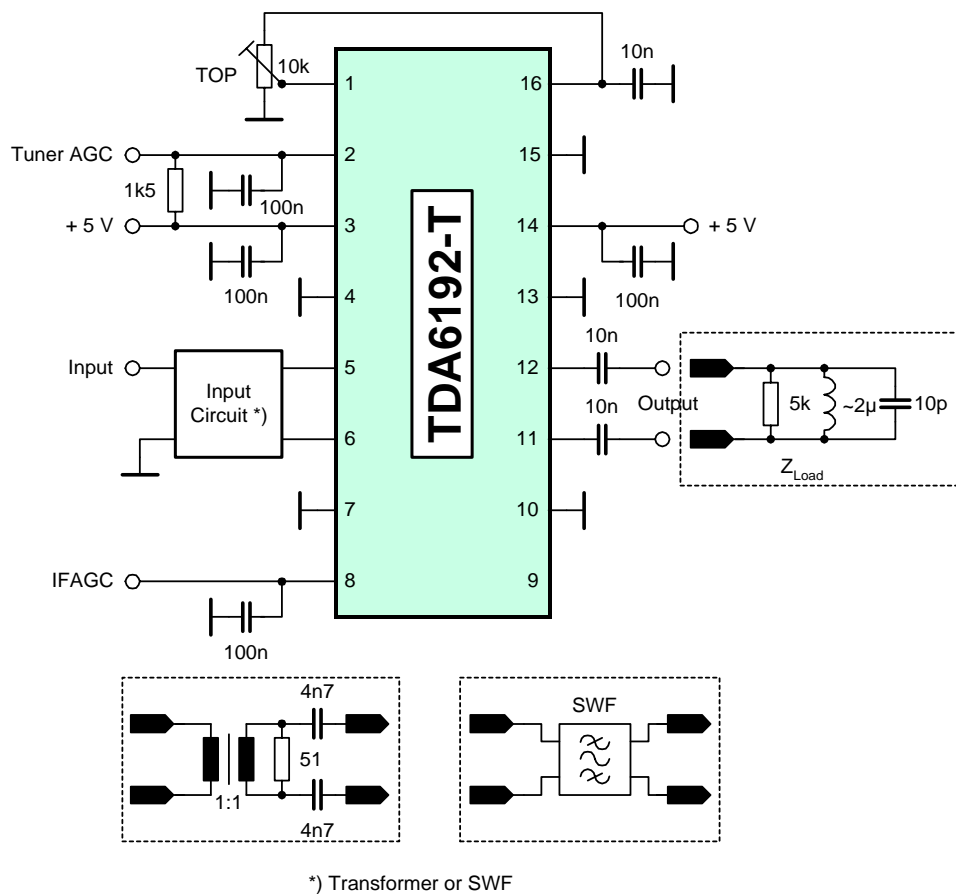 10n
TOP
10k
1
16
Tuner AGC
2
15
1k5
100n
+ 5 V
3
14
+ 5 V
100n
100n
4
13
TDA6192-T
10n
Input
5
12
Input
Circuit *)
Output
5k
~2µ
10p
10n
6
11
Z Load
7
10
IFAGC
8
9
100n
4n7
SWF
51
1:1
4n7
*) Transformer or SWF